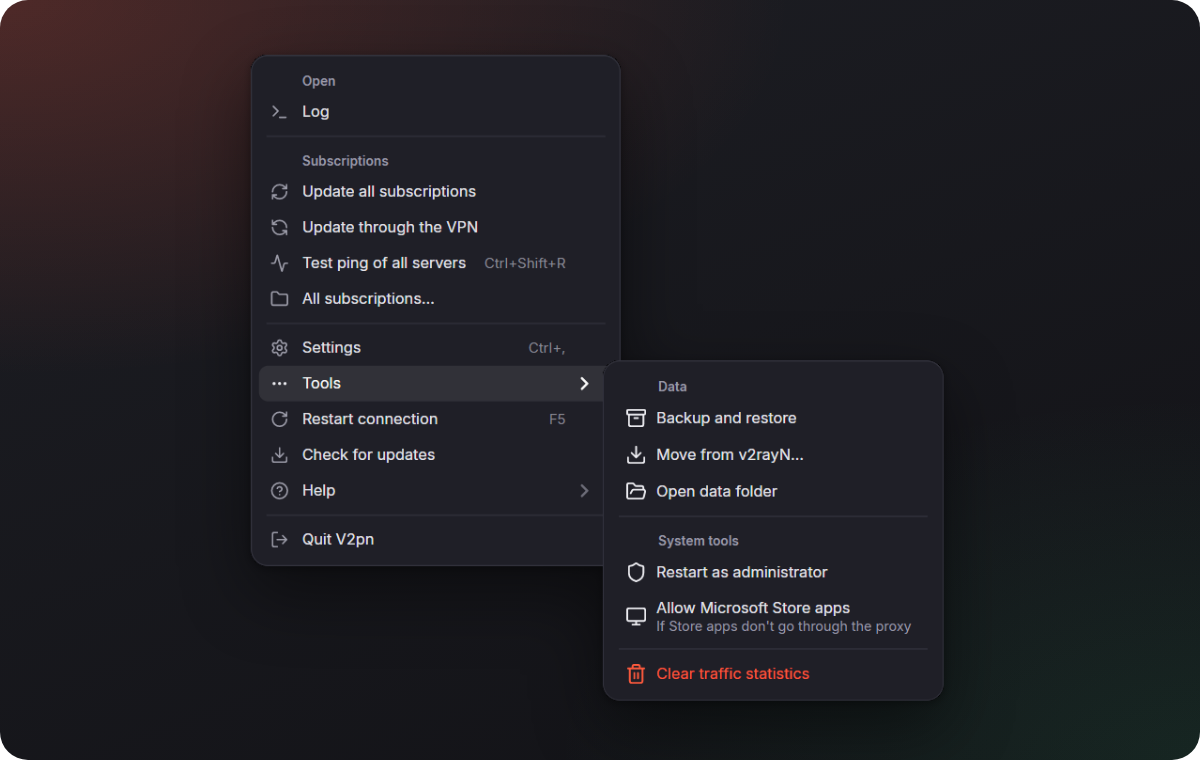 Open
Log
Subscriptions
Update all subscriptions
Update through the VPN
Test ping of all servers Ctrl+Shift+R
All subscriptions...
Settings Ctrl+,
Tools
Restart connection F5
Check for updates
Help
Quit V2pn
Data
Backup and restore
Move from v2rayN...
Open data folder
System tools
Restart as administrator
Allow Microsoft Store apps
If Store apps don't go through the proxy
Clear traffic statistics